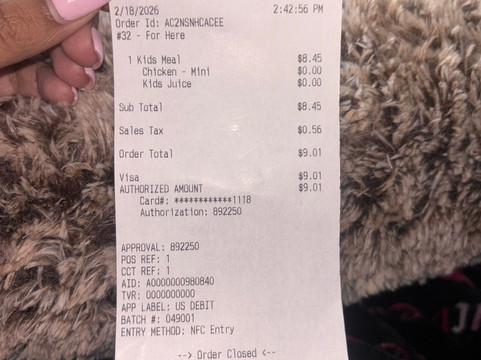 2/18/2026 2:42:56 PM
Order Id: AC2NSNHCACEE
#32 - For Here
1 Kids Meal $8.45
Chicken - Mini $0.00
Kids Juice $0.00
Sub Total $8.45
Sales Tax $0.56
Order Total $9.01
Visa $9.01
AUTHORIZED AMOUNT $9.01
Card#: ************1118
Authorization: 892250
APPROVAL: 892250
POS REF: 1
CCT REF: 1
AID: A0000000980840
TVR: 0000000000
APP LABEL: US DEBIT
BATCH #: 049001
ENTRY METHOD: NFC Entry
--> Order Closed <--